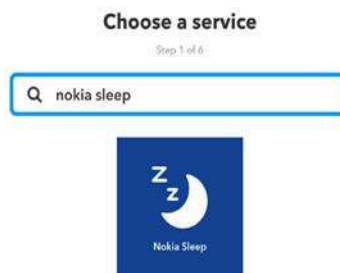 Choose a service
Step 1 of 6
nokia sleep
Z
z
Nokia Sleep